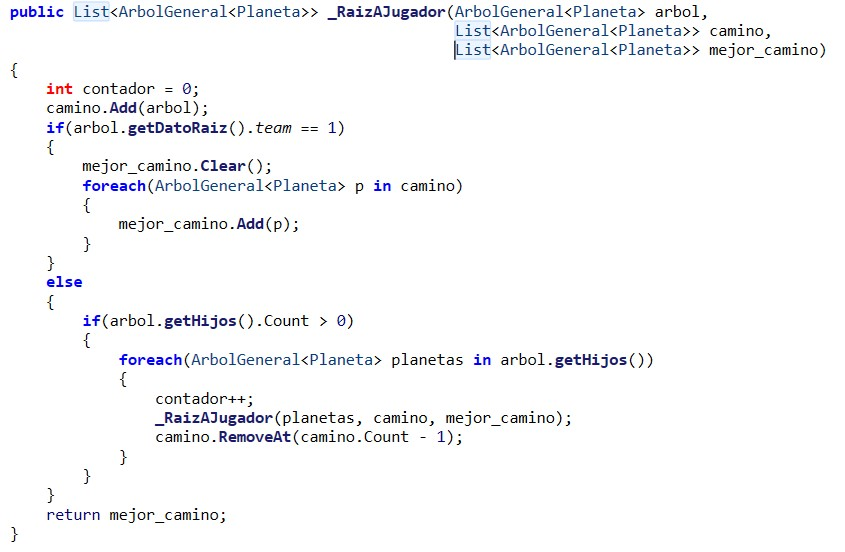 public List<ArbolGeneral<Planeta>> _RaizAJugador(ArbolGeneral<Planeta> arbol,
List<ArbolGeneral<Planeta>> camino,
List<ArbolGeneral<Planeta>> mejor_camino)
{
int contador = 0;
camino.Add(arbol);
if(arbol.getDatoRaiz().team == 1)
{
mejor_camino.Clear();
foreach(ArbolGeneral<Planeta> p in camino)
{
mejor_camino.Add(p);
}
}
else
{
if(arbol.getHijos().Count > 0)
{
foreach(ArbolGeneral<Planeta> planetas in arbol.getHijos())
{
contador++;
_RaizAJugador(planetas, camino, mejor_camino);
camino.RemoveAt(camino.Count - 1);
}
}
}
return mejor_camino;
}